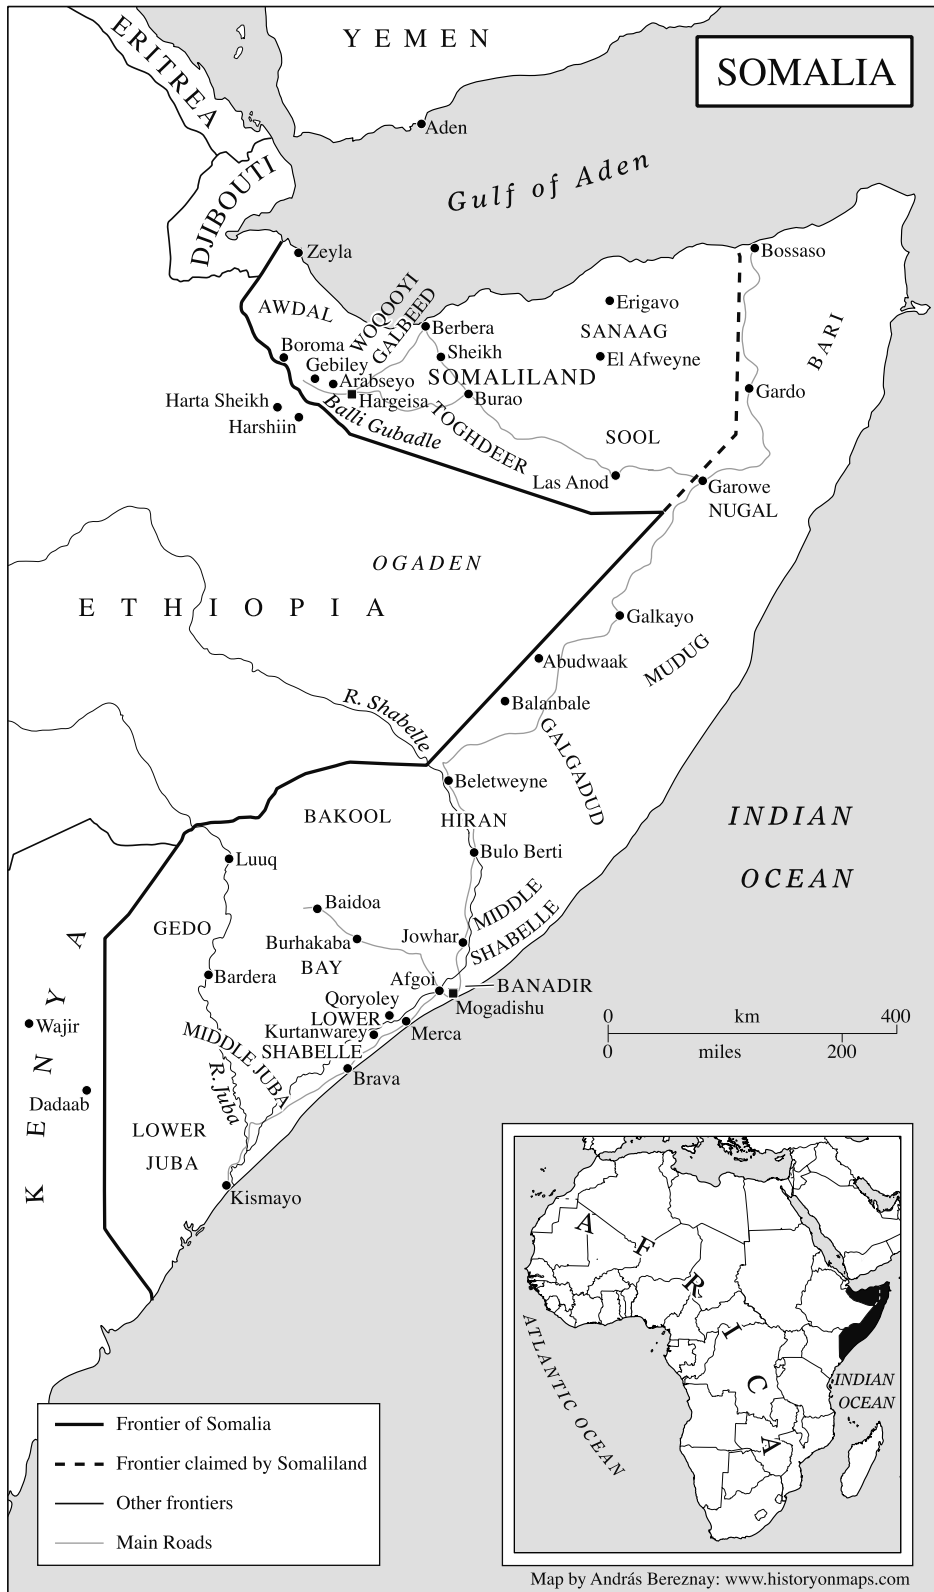 YEMEN
SOMALIA
ERITREA
Aden
Gulf of Aden
DJIBOUTI
Zeyla
Bossaso
AWDAL
WOQOOYI
GALBEED
Erigavo
SANAAG
BARI
Berbera
Boroma
Sheikh
El Afweyne
Gebiley
Arabseyo
SOMALILAND
Gardo
Harta Sheikh
Hargeisa
Burao
Harshiin
Balli Gubadle
TOGHDEER
SOOL
Las Anod
Garowe
NUGAL
OGADEN
ETHIOPIA
Galkayo
Abudwaak
MUDUG
R. Shabelle
Balanbale
GALGADUD
Beletweyne
BAKOOL
HIRAN
INDIAN
OCEAN
Luuq
Bulo Berti
Baidoa
MIDDLE
SHABELLE
GEDO
Burhakaba
Jowhar
BAY
Bardera
Afgoi
BANADIR
Mogadishu
Qoryoley
LOWER
Merca
Kurtanwarey
SHABELLE
KENYA
Wajir
MIDDLE JUBA
Brava
R. Juba
Dadaab
LOWER
JUBA
Kismayo
0 km 400
0 miles 200
AFRICA
ATLANTIC OCEAN
INDIAN
OCEAN
Frontier of Somalia
Frontier claimed by Somaliland
Other frontiers
Main Roads
Map by András Bereznay: www.historyonmaps.com